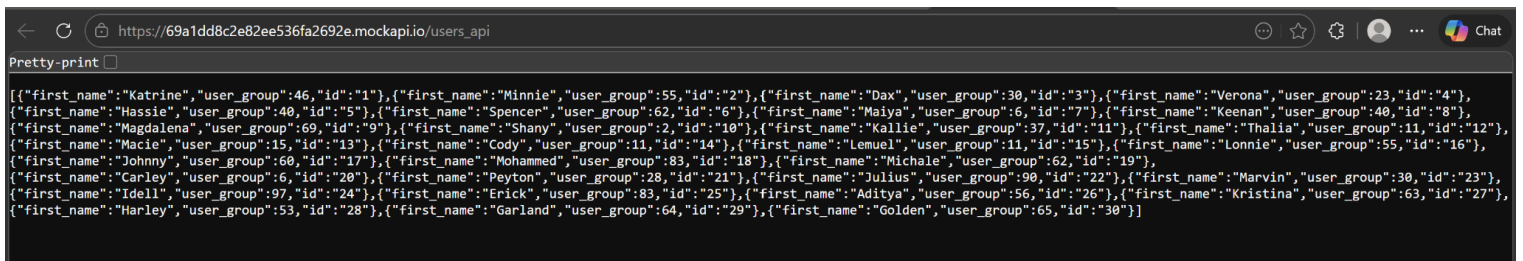 https://69a1dd8c2e82ee536fa2692e.mockapi.io/users_api
Chat
Pretty-print
[{"first_name":"Katrine","user_group":46,"id":"1"},{"first_name":"Minnie","user_group":55,"id":"2"},{"first_name":"Dax","user_group":30,"id":"3"},{"first_name":"Verona","user_group":23,"id":"4"},
{"first_name":"Hassie","user_group":40,"id":"5"},{"first_name":"Spencer","user_group":62,"id":"6"},{"first_name":"Maiya","user_group":6,"id":"7"},{"first_name":"Keenan","user_group":40,"id":"8"},
{"first_name":"Magdalena","user_group":69,"id":"9"},{"first_name":"Shany","user_group":2,"id":"10"},{"first_name":"Kallie","user_group":37,"id":"11"},{"first_name":"Thalia","user_group":11,"id":"12"},
{"first_name":"Macie","user_group":15,"id":"13"},{"first_name":"Cody","user_group":11,"id":"14"},{"first_name":"Lemuel","user_group":11,"id":"15"},{"first_name":"Lonnie","user_group":55,"id":"16"},
{"first_name":"Johnny","user_group":60,"id":"17"},{"first_name":"Mohammed","user_group":83,"id":"18"},{"first_name":"Michale","user_group":62,"id":"19"},
{"first_name":"Carley","user_group":6,"id":"20"},{"first_name":"Peyton","user_group":28,"id":"21"},{"first_name":"Julius","user_group":90,"id":"22"},{"first_name":"Marvin","user_group":30,"id":"23"},
{"first_name":"Idell","user_group":97,"id":"24"},{"first_name":"Erick","user_group":83,"id":"25"},{"first_name":"Aditya","user_group":56,"id":"26"},{"first_name":"Kristina","user_group":63,"id":"27"},
{"first_name":"Harley","user_group":53,"id":"28"},{"first_name":"Garland","user_group":64,"id":"29"},{"first_name":"Golden","user_group":65,"id":"30"}]